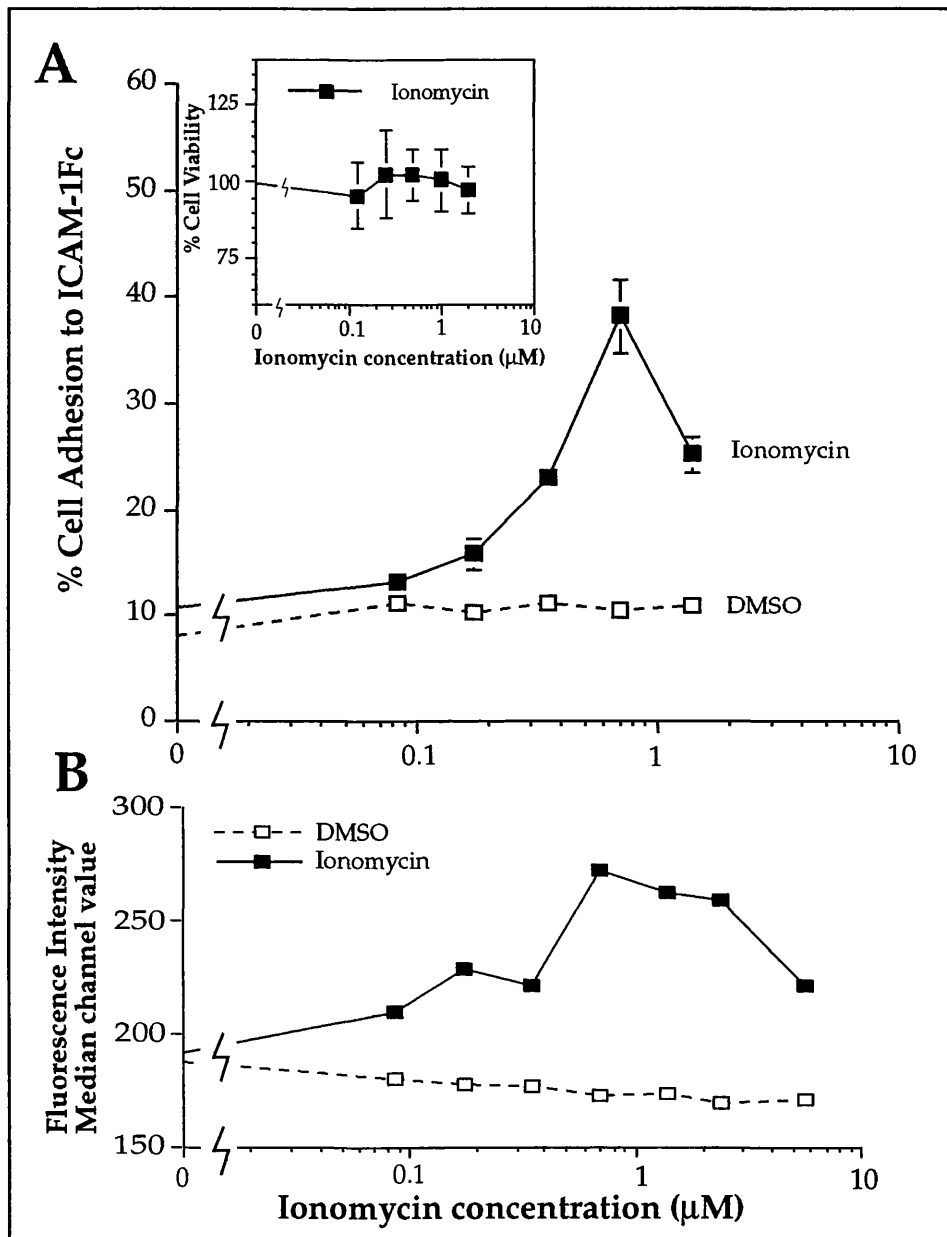 A
60
50
40
30
20
10
0
% Cell Adhesion to ICAM-1Fc
Ionomycin
125
100
75
% Cell Viability
0
0.1
1
10
Ionomycin concentration (µM)
Ionomycin
DMSO
0
0.1
1
10
B
300
250
200
150
Fluorescence Intensity
Median channel value
DMSO
Ionomycin
0
0.1
1
10
Ionomycin concentration (µM)